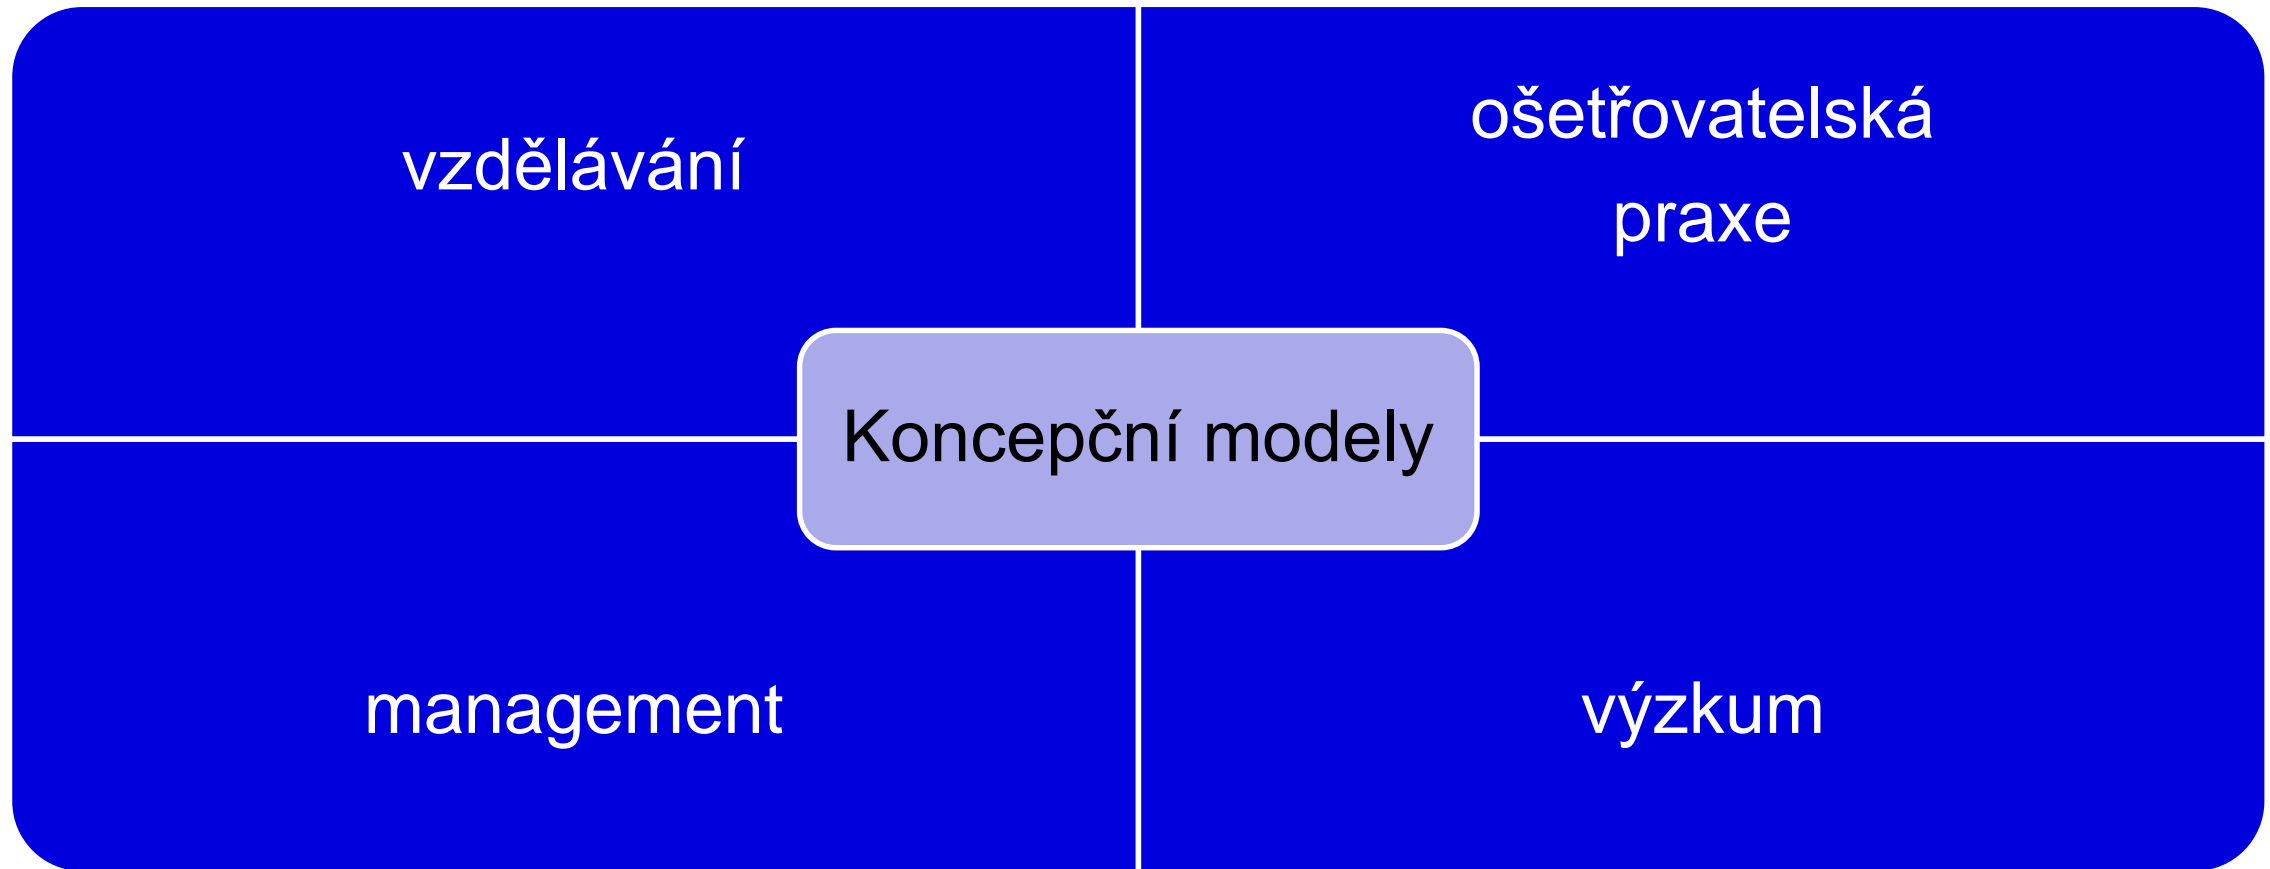 vzdělávání
ošetřovatelská
praxe
Koncepční modely
management
výzkum